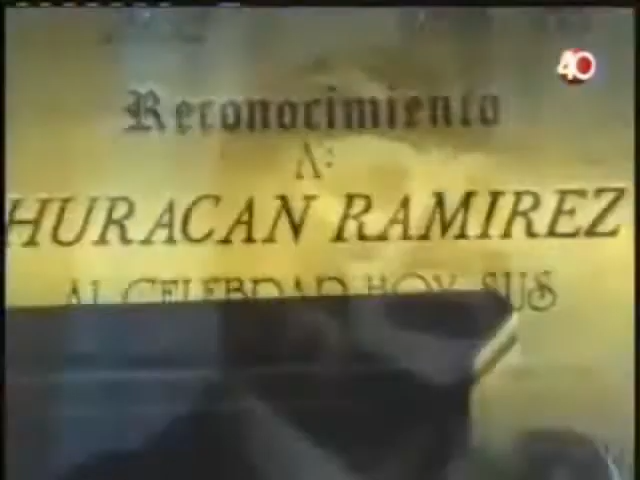 40
Reconocimiento
A:
HURACAN RAMIREZ
AL CELEBRAR HOY SUS